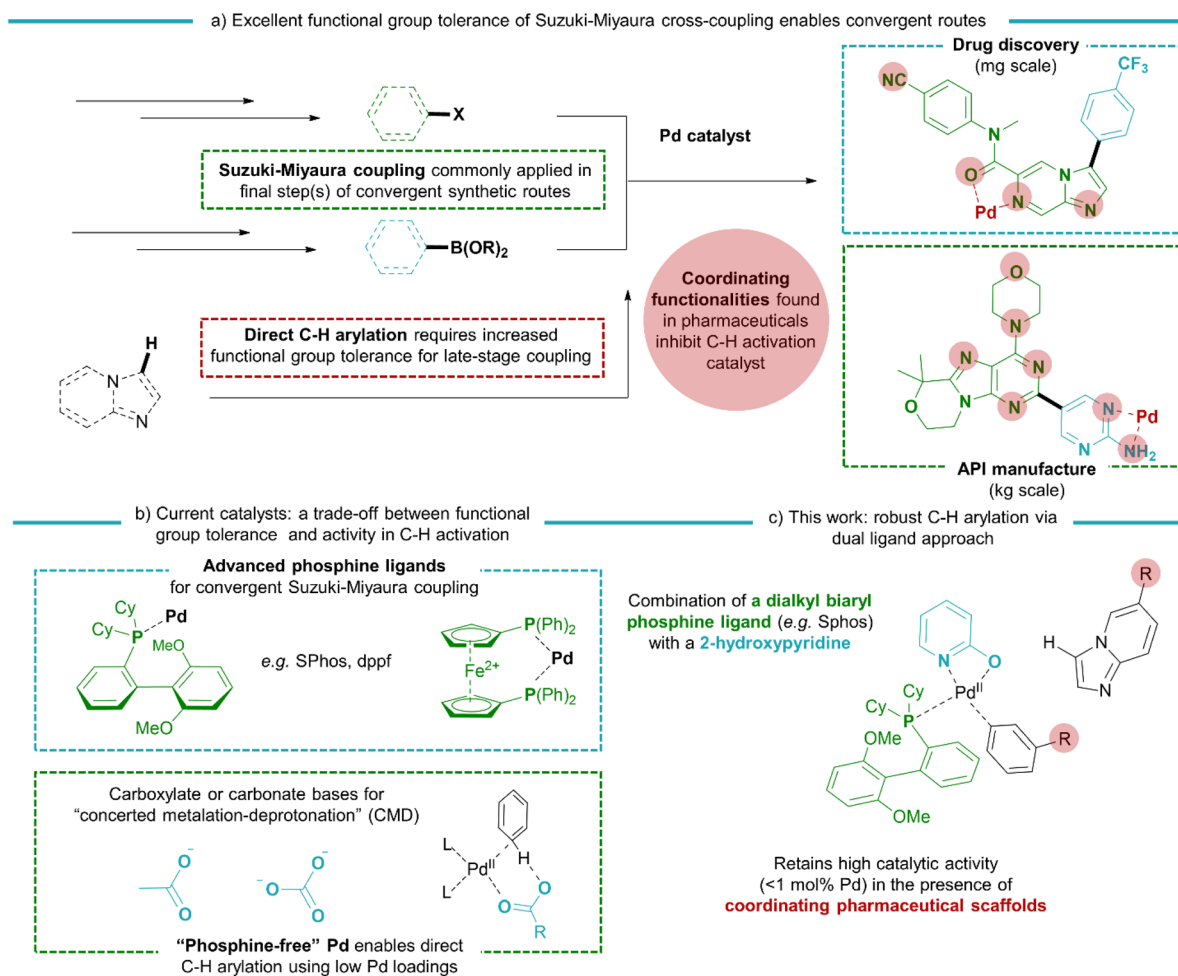 a) Excellent functional group tolerance of Suzuki-Miyaura cross-coupling enables convergent routes
X
Suzuki-Miyaura coupling commonly applied in
final step(s) of convergent synthetic routes
B(OR)2
Pd catalyst
Direct C-H arylation requires increased
functional group tolerance for late-stage coupling
H
N
N
Coordinating
functionalities found
in pharmaceuticals
inhibit C-H activation
catalyst
Drug discovery
(mg scale)
NC
CF3
N
O
N
Pd
N
N
O
N
N
N
N
N
O
N
Pd
N
NH2
API manufacture
(kg scale)
b) Current catalysts: a trade-off between functional
group tolerance and activity in C-H activation
Advanced phosphine ligands
for convergent Suzuki-Miyaura coupling
Cy
Cy
P
Pd
MeO
MeO
e.g. SPhos, dppf
Fe2+
P(Ph)2
Pd
P(Ph)2
Carboxylate or carbonate bases for
“concerted metalation-deprotonation” (CMD)
O-
O
-O
O-
O
L
L
PdII
H
O
O
R
“Phosphine-free” Pd enables direct
C-H arylation using low Pd loadings
c) This work: robust C-H arylation via
dual ligand approach
Combination of a dialkyl biaryl
phosphine ligand (e.g. Sphos)
with a 2-hydroxypyridine
N
O
PdII
Cy
Cy
P
OMe
OMe
R
R
H
N
N
Retains high catalytic activity
(<1 mol% Pd) in the presence of
coordinating pharmaceutical scaffolds